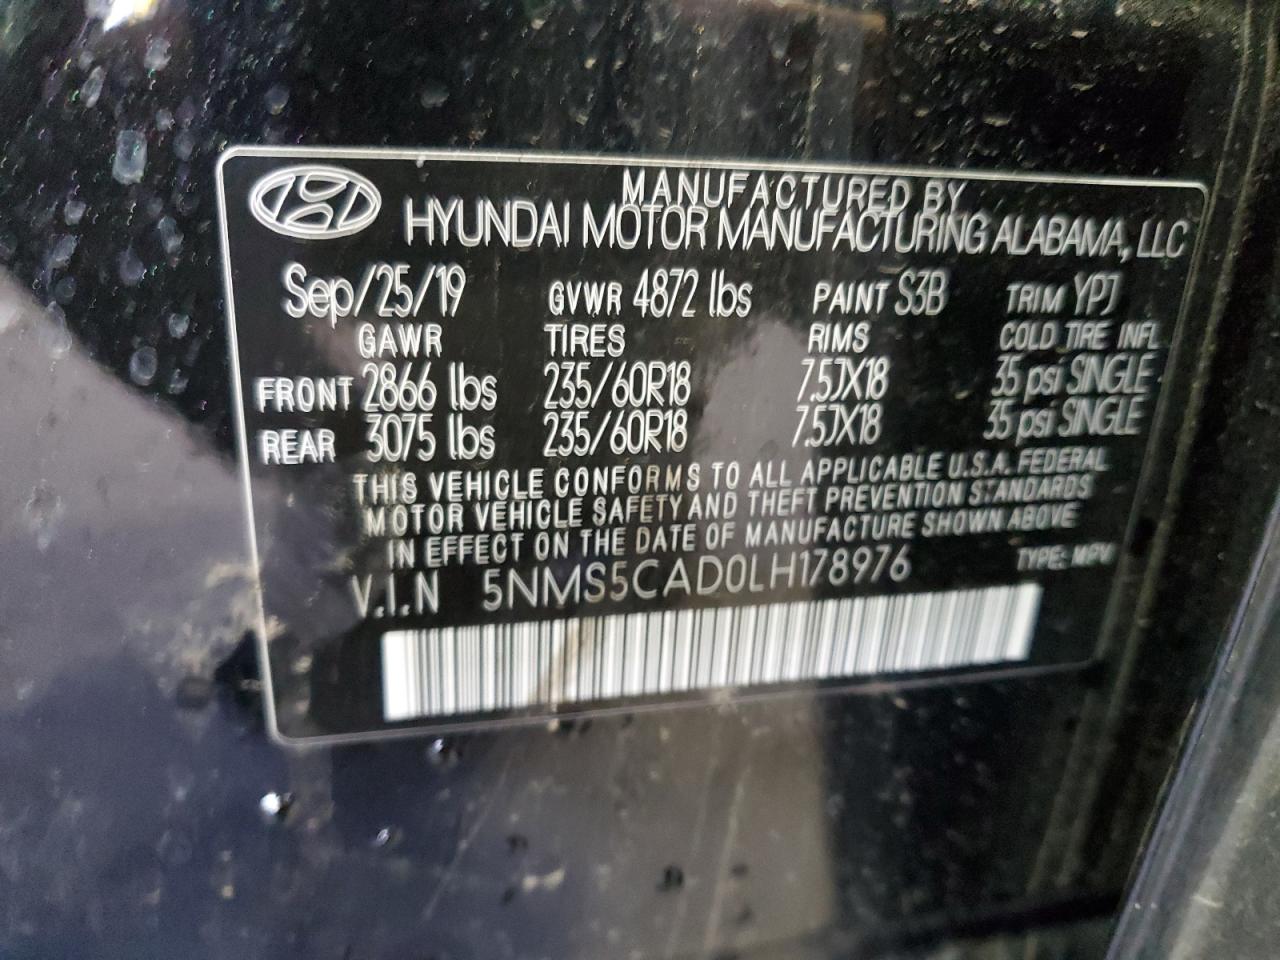 MANUFACTURED BY
HYUNDAI MOTOR MANUFACTURING ALABAMA, LLC
Sep/25/19 GVWR 4872 lbs PAINT S3B TRIM YPJ
GAWR TIRES RIMS COLD TIRE INFL
FRONT 2866 lbs 235/60R18 7.5JX18 35 psi SINGLE
REAR 3075 lbs 235/60R18 7.5JX18 35 psi SINGLE
THIS VEHICLE CONFORMS TO ALL APPLICABLE U.S.A. FEDERAL
MOTOR VEHICLE SAFETY AND THEFT PREVENTION STANDARDS
IN EFFECT ON THE DATE OF MANUFACTURE SHOWN ABOVE
V.I.N 5NMS5CAD0LH178976 TYPE: MPV